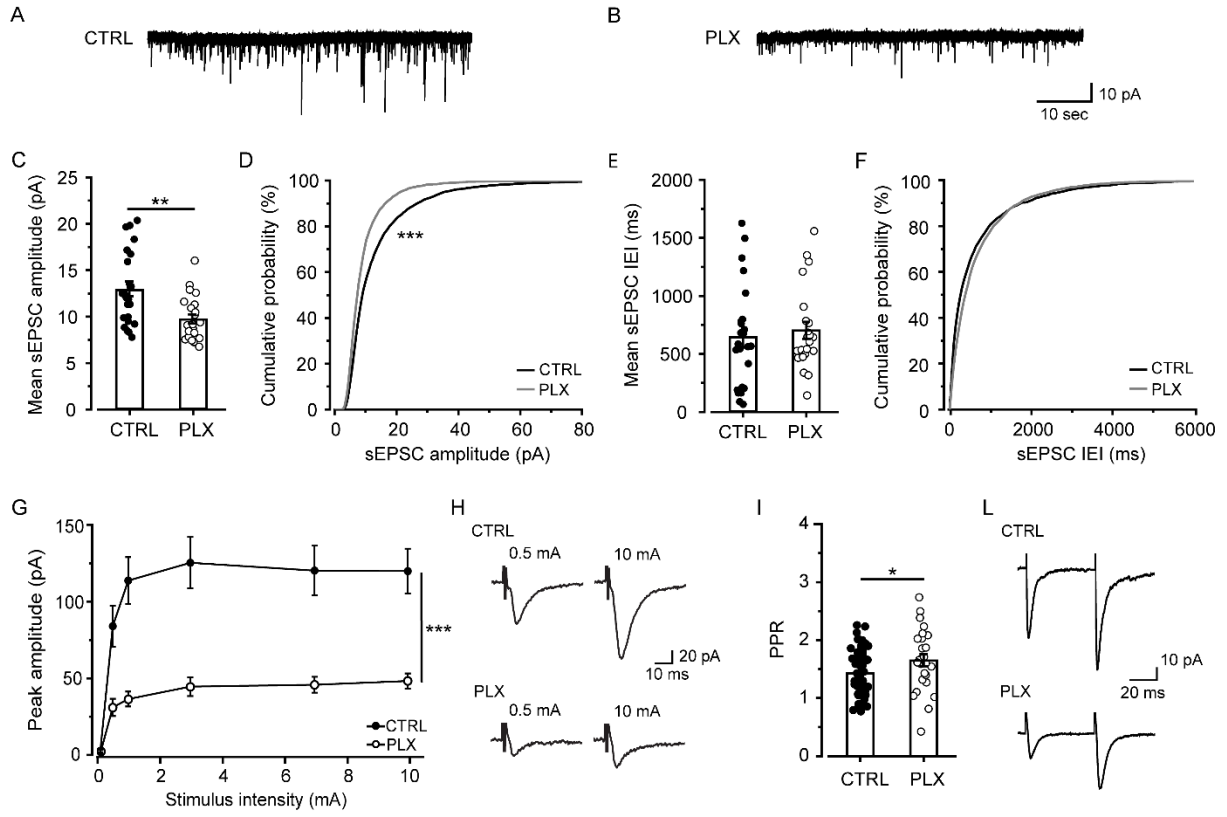 A
CTRL
B
PLX
10 pA
10 sec
C
Mean sEPSC amplitude (pA)
25
20
15
10
5
0
**
CTRL PLX
D
Cumulative probability (%)
100
80
60
40
20
0
***
CTRL
PLX
0 20 40 60 80
sEPSC amplitude (pA)
E
Mean sEPSC IEI (ms)
2000
1500
1000
500
0
CTRL PLX
F
Cumulative probability (%)
100
80
60
40
20
0
CTRL
PLX
0 2000 4000 6000
sEPSC IEI (ms)
G
Peak amplitude (pA)
150
100
50
0
***
CTRL
PLX
0 2 4 6 8 10
Stimulus intensity (mA)
H
CTRL
0.5 mA 10 mA
20 pA
10 ms
PLX
0.5 mA 10 mA
I
PPR
4
3
2
1
0
*
CTRL PLX
L
CTRL
10 pA
20 ms
PLX